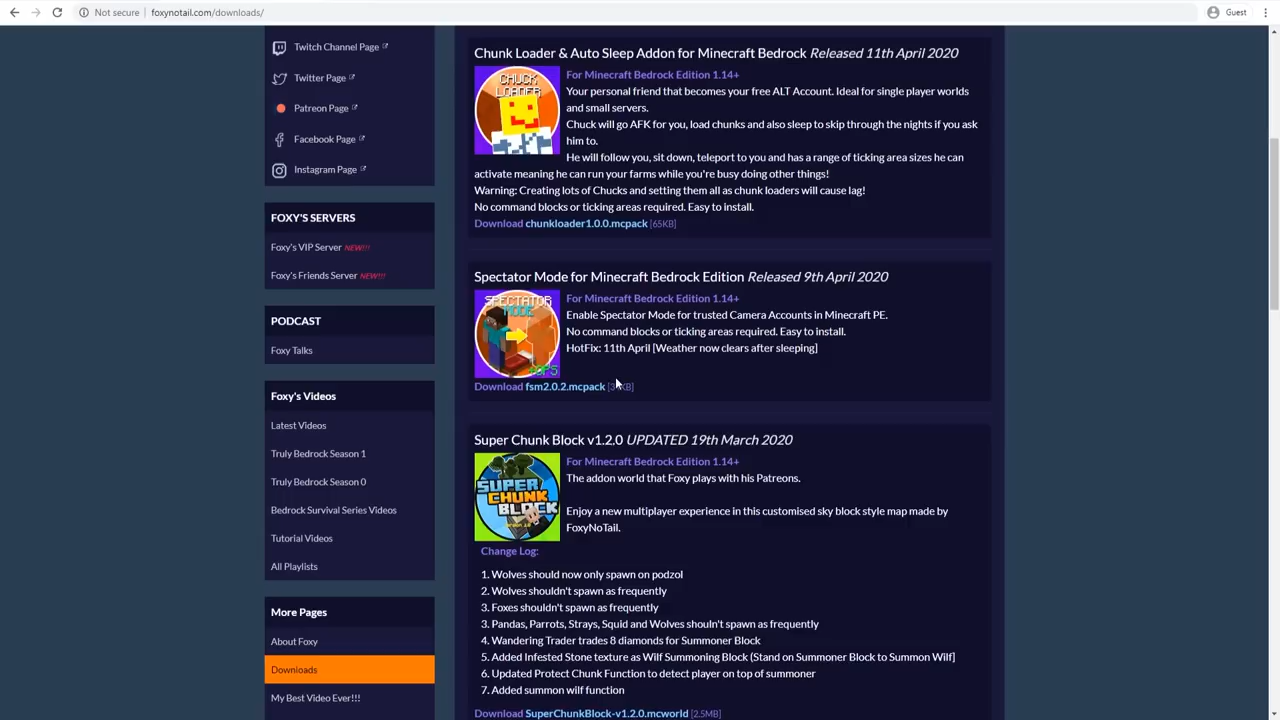 Not secure
foxynotail.com/downloads/
Guest
Twitch Channel Page
Twitter Page
Patreon Page
Facebook Page
Instagram Page
FOXY'S SERVERS
Foxy's VIP Server NEW!!!
Foxy's Friends Server NEW!!!
PODCAST
Foxy Talks
Foxy's Videos
Latest Videos
Truly Bedrock Season 1
Truly Bedrock Season 0
Bedrock Survival Series Videos
Tutorial Videos
All Playlists
More Pages
About Foxy
Downloads
My Best Video Ever!!!
Chunk Loader & Auto Sleep Addon for Minecraft Bedrock Released 11th April 2020
CHUCK
LOADER
For Minecraft Bedrock Edition 1.14+
Your personal friend that becomes your free ALT Account. Ideal for single player worlds
and small servers.
Chuck will go AFK for you, load chunks and also sleep to skip through the nights if you ask
him to.
He will follow you, sit down, teleport to you and has a range of ticking area sizes he can
activate meaning he can run your farms while you're busy doing other things!
Warning: Creating lots of Chucks and setting them all as chunk loaders will cause lag!
No command blocks or ticking areas required. Easy to install.
Download chunkloader1.0.0.mcpack [65KB]
Spectator Mode for Minecraft Bedrock Edition Released 9th April 2020
SPECTATOR
MODE
For Minecraft Bedrock Edition 1.14+
Enable Spectator Mode for trusted Camera Accounts in Minecraft PE.
No command blocks or ticking areas required. Easy to install.
HotFix: 11th April [Weather now clears after sleeping]
Download fsm2.0.2.mcpack
Super Chunk Block v1.2.0 UPDATED 19th March 2020
SUPER
CHUNK
BLOCK
For Minecraft Bedrock Edition 1.14+
The addon world that Foxy plays with his Patreons.
Enjoy a new multiplayer experience in this customised sky block style map made by
FoxyNoTail.
Change Log:
1. Wolves should now only spawn on podzol
2. Wolves shouldn't spawn as frequently
3. Foxes shouldn't spawn as frequently
3. Pandas, Parrots, Strays, Squid and Wolves shouln't spawn as frequently
4. Wandering Trader trades 8 diamonds for Summoner Block
5. Added Infested Stone texture as Wilf Summoning Block (Stand on Summoner Block to Summon Wilf]
6. Updated Protect Chunk Function to detect player on top of summoner
7. Added summon wilf function
Download SuperChunkBlock-v1.2.0.mcworld [2.5MB]